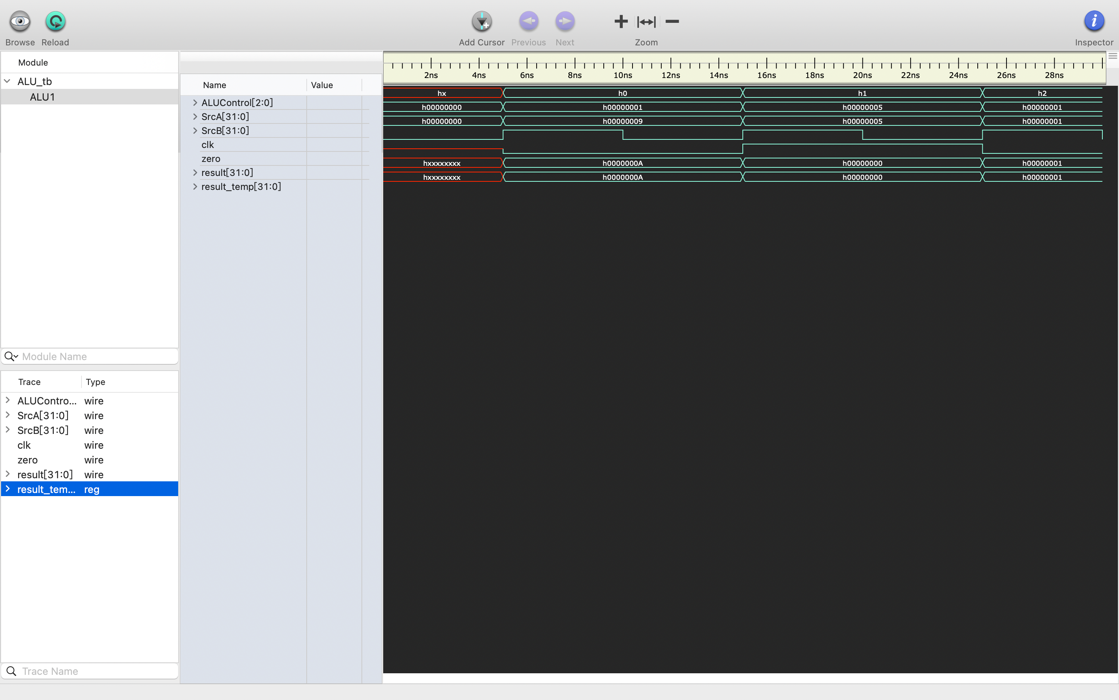 Browse Reload Add Cursor Previous Next Zoom Inspector
Module
ALU_tb
ALU1
Module Name
Trace Type
ALUContro... wire
SrcA[31:0] wire
SrcB[31:0] wire
clk wire
zero wire
result[31:0] wire
result_tem... reg
Trace Name
Name Value
ALUControl[2:0]
SrcA[31:0]
SrcB[31:0]
clk
zero
result[31:0]
result_temp[31:0]
2ns 4ns 6ns 8ns 10ns 12ns 14ns 16ns 18ns 20ns 22ns 24ns 26ns 28ns
hx h0 h1 h2
h00000000 h00000001 h00000005 h00000001
h00000000 h00000009 h00000005 h00000001
hxxxxxxxx h0000000A h00000000 h00000001
hxxxxxxxx h0000000A h00000000 h00000001